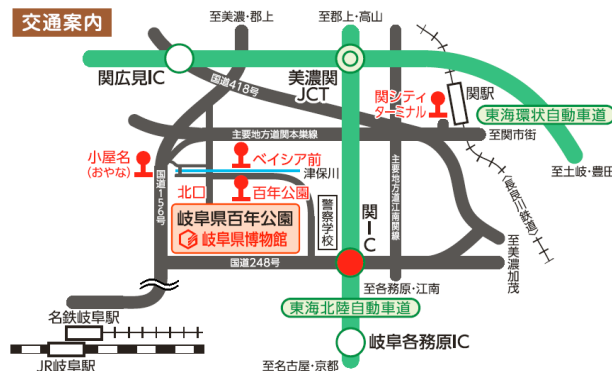 交通案内
至美濃・郡上
至郡上・高山
関広見IC
美濃関
JCT
国道418号
関シティ
ターミナル
関駅
東海環状自動車道
主要地方道関本巣線
至関市街
小屋名
(おやな)
ベイシア前
津保川
至土岐・豊田
国道156号
北口
百年公園
主要地方道江南関線
〈長良川鉄道〉
岐阜県百年公園
岐阜県博物館
警察学校
関IC
国道248号
至美濃加茂
至各務原・江南
東海北陸自動車道
名鉄岐阜駅
岐阜各務原IC
JR岐阜駅
至名古屋・京都